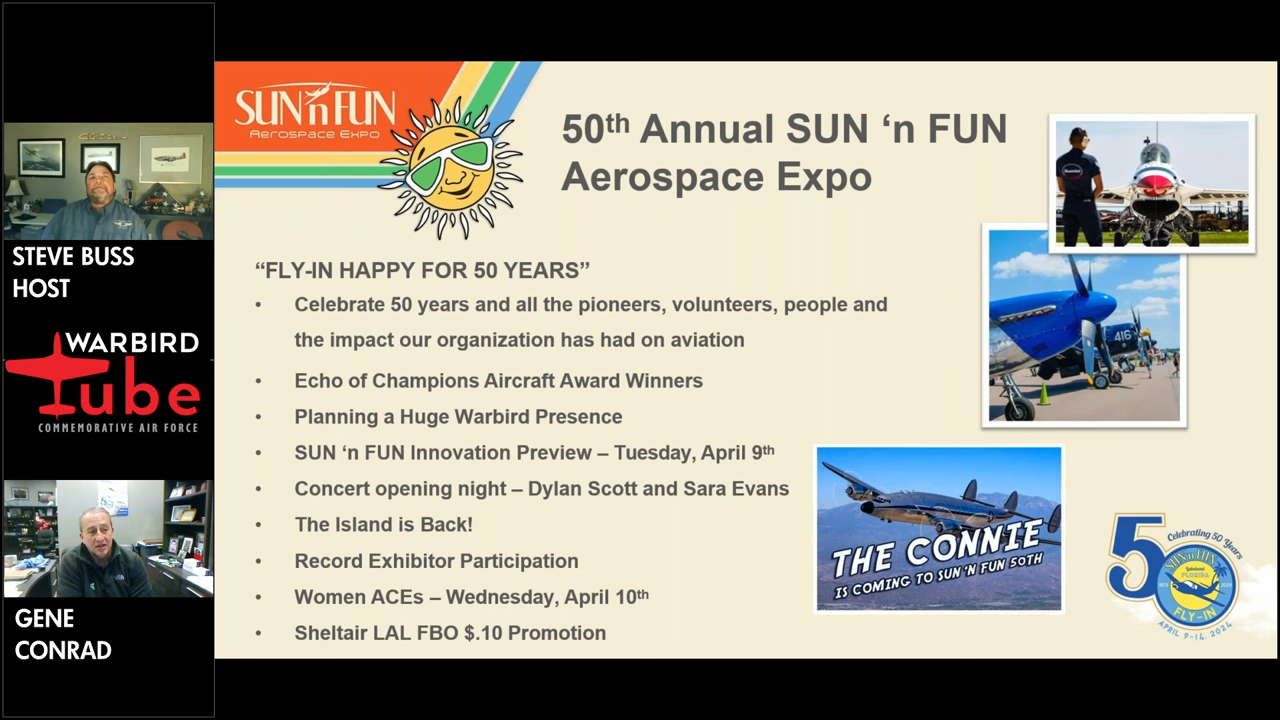 SUN 'n FUN
Aerospace Expo
50th Annual SUN ‘n FUN
Aerospace Expo
STEVE BUSS
HOST
WARBIRD
Tube
COMMEMORATIVE AIR FORCE
GENE
CONRAD
“FLY-IN HAPPY FOR 50 YEARS”
• Celebrate 50 years and all the pioneers, volunteers, people and
the impact our organization has had on aviation
• Echo of Champions Aircraft Award Winners
• Planning a Huge Warbird Presence
• SUN ‘n FUN Innovation Preview – Tuesday, April 9th
• Concert opening night – Dylan Scott and Sara Evans
• The Island is Back!
• Record Exhibitor Participation
• Women ACEs – Wednesday, April 10th
• Sheltair LAL FBO $.10 Promotion
416
THE CONNIE
IS COMING TO SUN 'N FUN 50TH
50
Celebrating 50 Years
SUN 'n FUN
Lakeland
FLORIDA
FLY-IN
APRIL 9-14, 2024